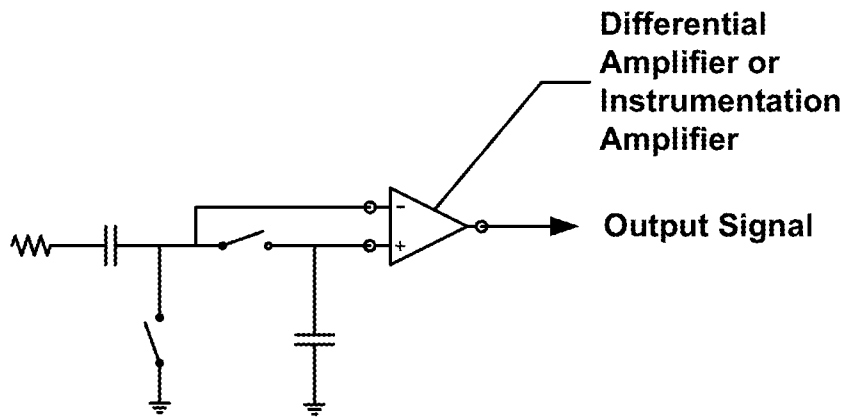 Differential
Amplifier or
Instrumentation
Amplifier
-
+
Output Signal